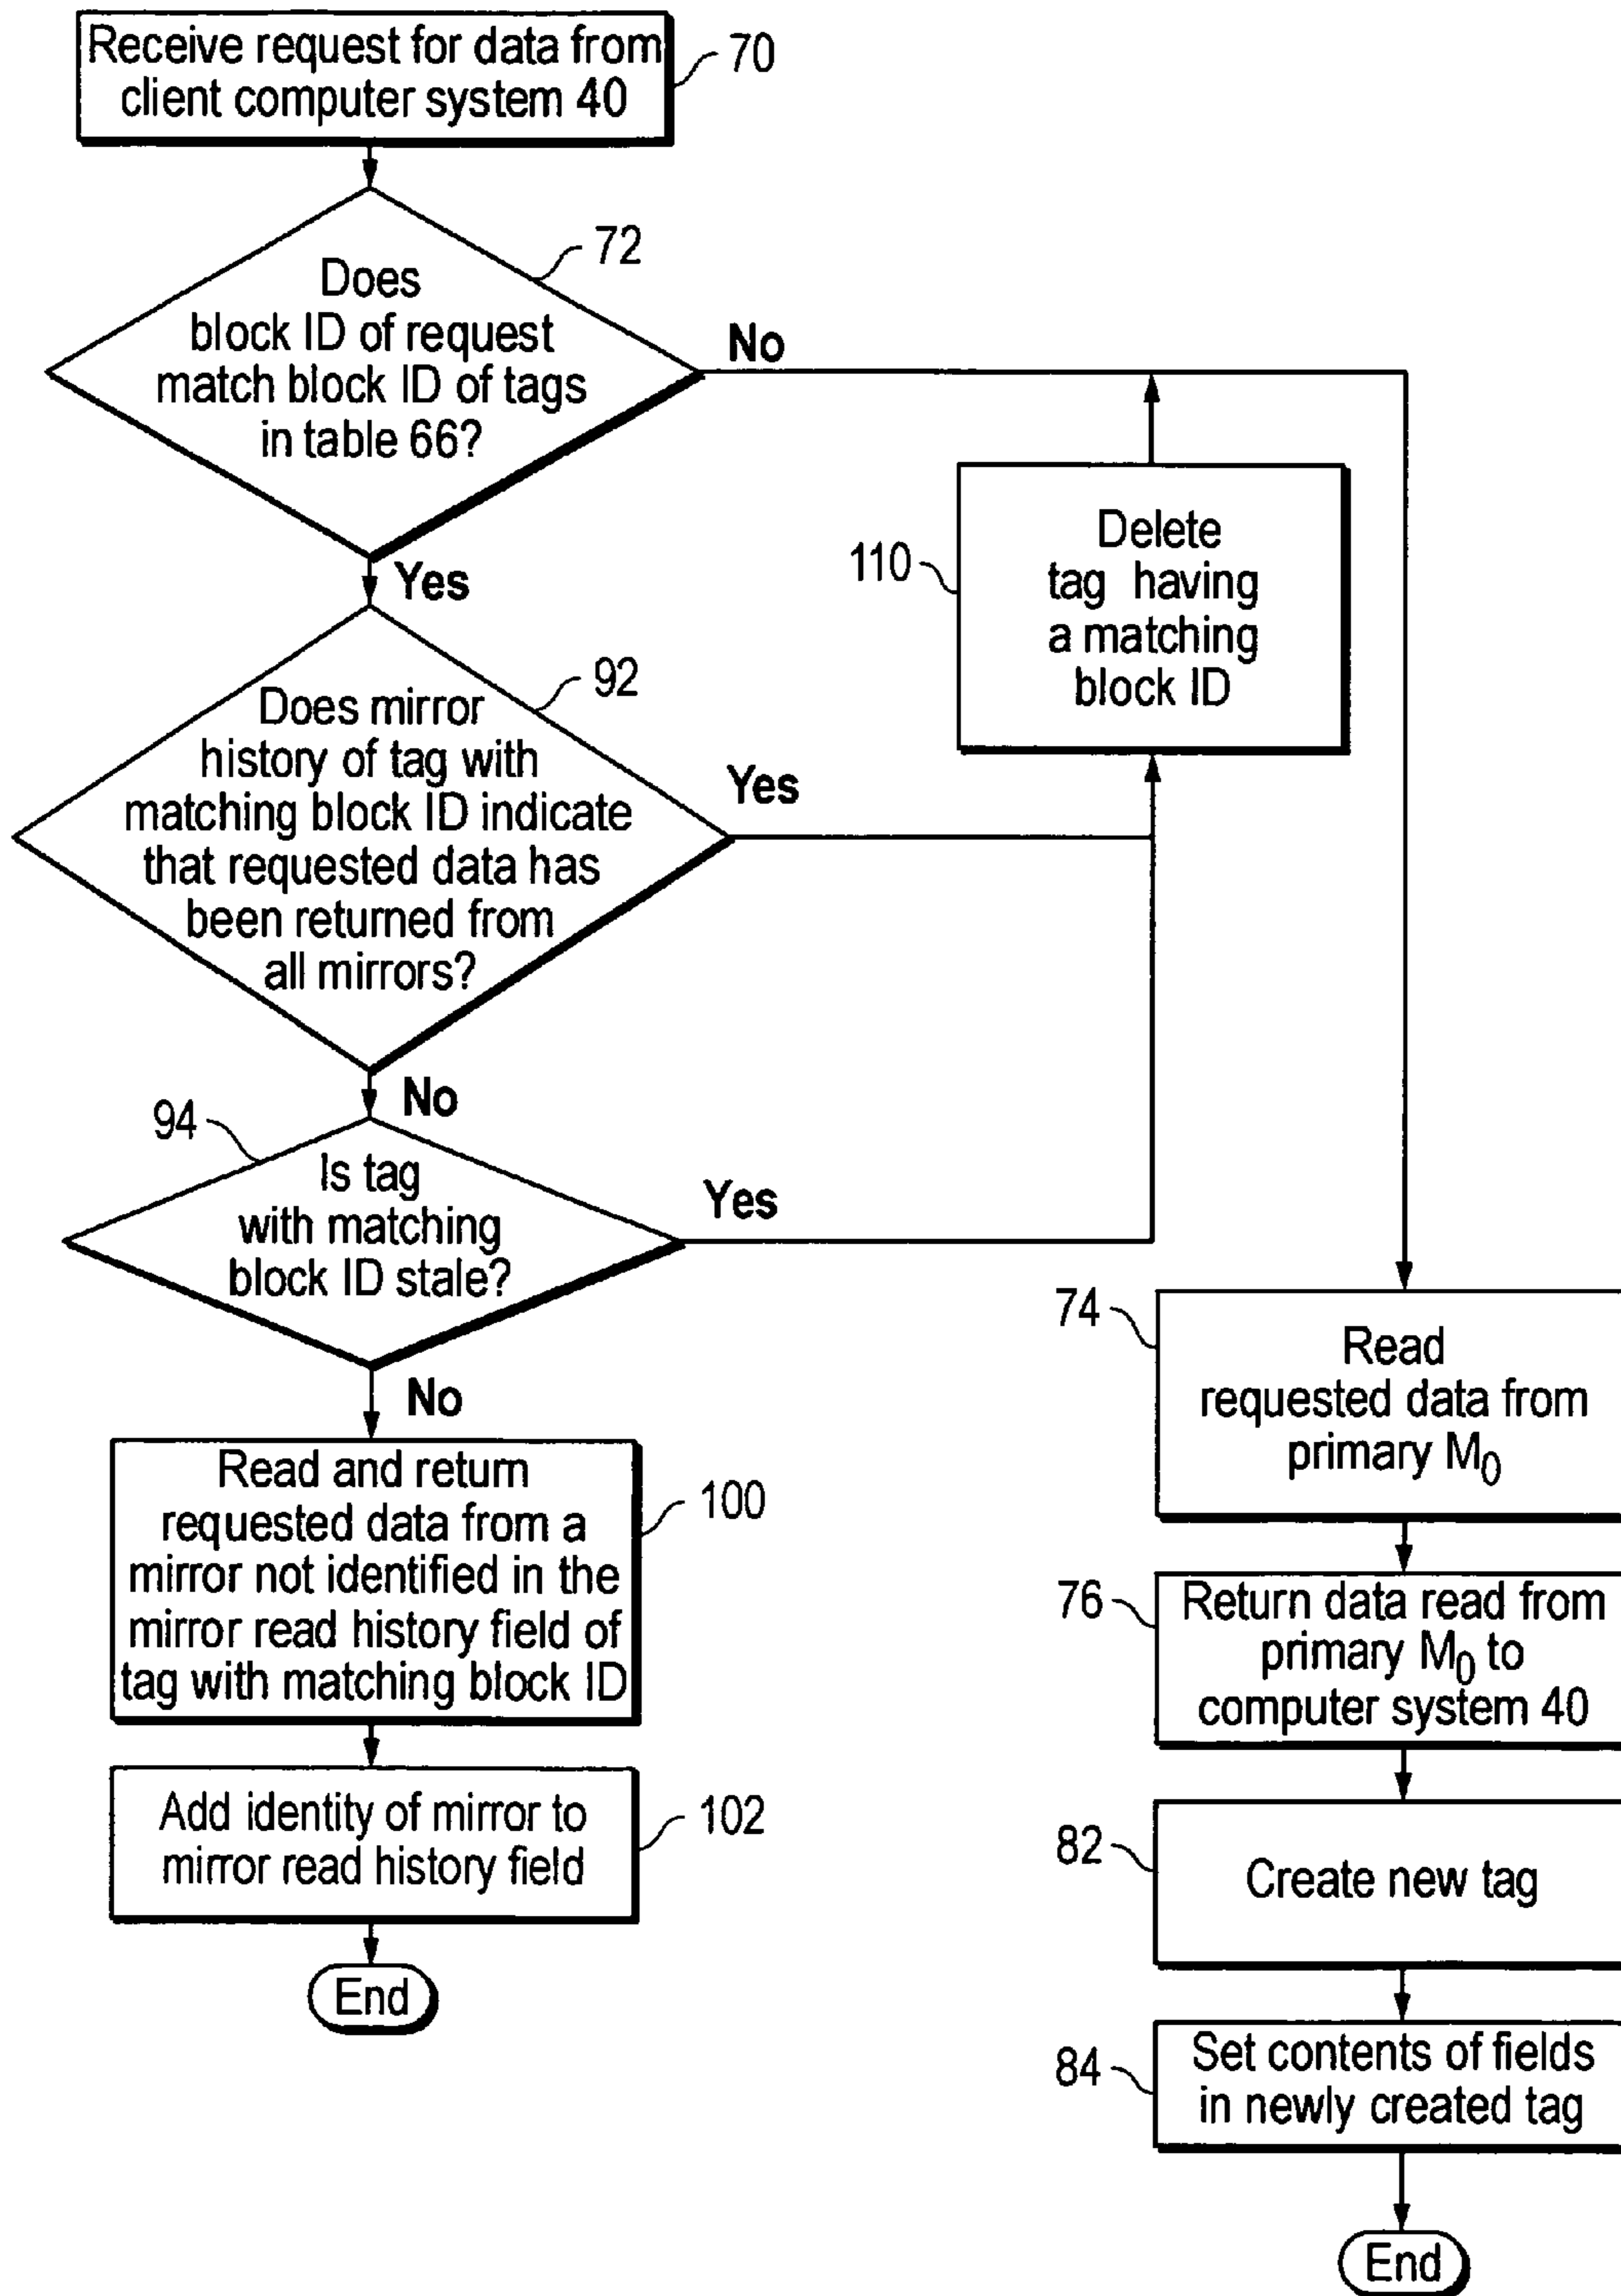 Receive request for data from
client computer system 40
70
72
Does
block ID of request
match block ID of tags
in table 66?
No
Yes
110
Delete
tag having
a matching
block ID
92
Does mirror
history of tag with
matching block ID indicate
that requested data has
been returned from
all mirrors?
Yes
No
94
Is tag
with matching
block ID stale?
Yes
No
100
Read and return
requested data from a
mirror not identified in the
mirror read history field of
tag with matching block ID
102
Add identity of mirror to
mirror read history field
End
74
Read
requested data from
primary M₀
76
Return data read from
primary M₀ to
computer system 40
82
Create new tag
84
Set contents of fields
in newly created tag
End